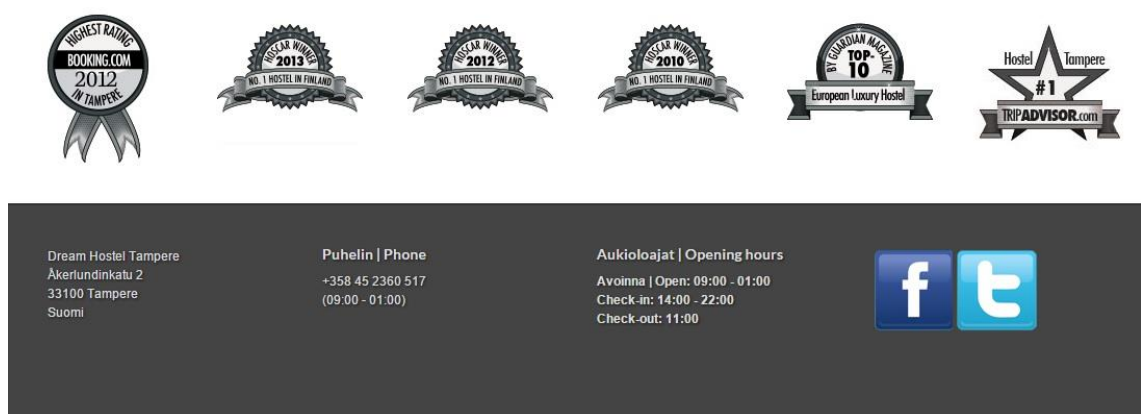 HIGHEST RATING
BOOKING.COM
2012
IN TAMPERE
HOSCAR WINNER
2013
NO. 1 HOSTEL IN FINLAND
HOSCAR WINNER
2012
NO. 1 HOSTEL IN FINLAND
HOSCAR WINNER
2010
NO. 1 HOSTEL IN FINLAND
BY GUARDIAN MAGAZINE
TOP-
10
European Luxury Hostel
Hostel Tampere
#1
TRIPADVISOR.com
Dream Hostel Tampere
Åkerlundinkatu 2
33100 Tampere
Suomi
Puhelin | Phone
+358 45 2360 517
(09:00 - 01:00)
Aukioloajat | Opening hours
Avoinna | Open: 09:00 - 01:00
Check-in: 14:00 - 22:00
Check-out: 11:00
f
t